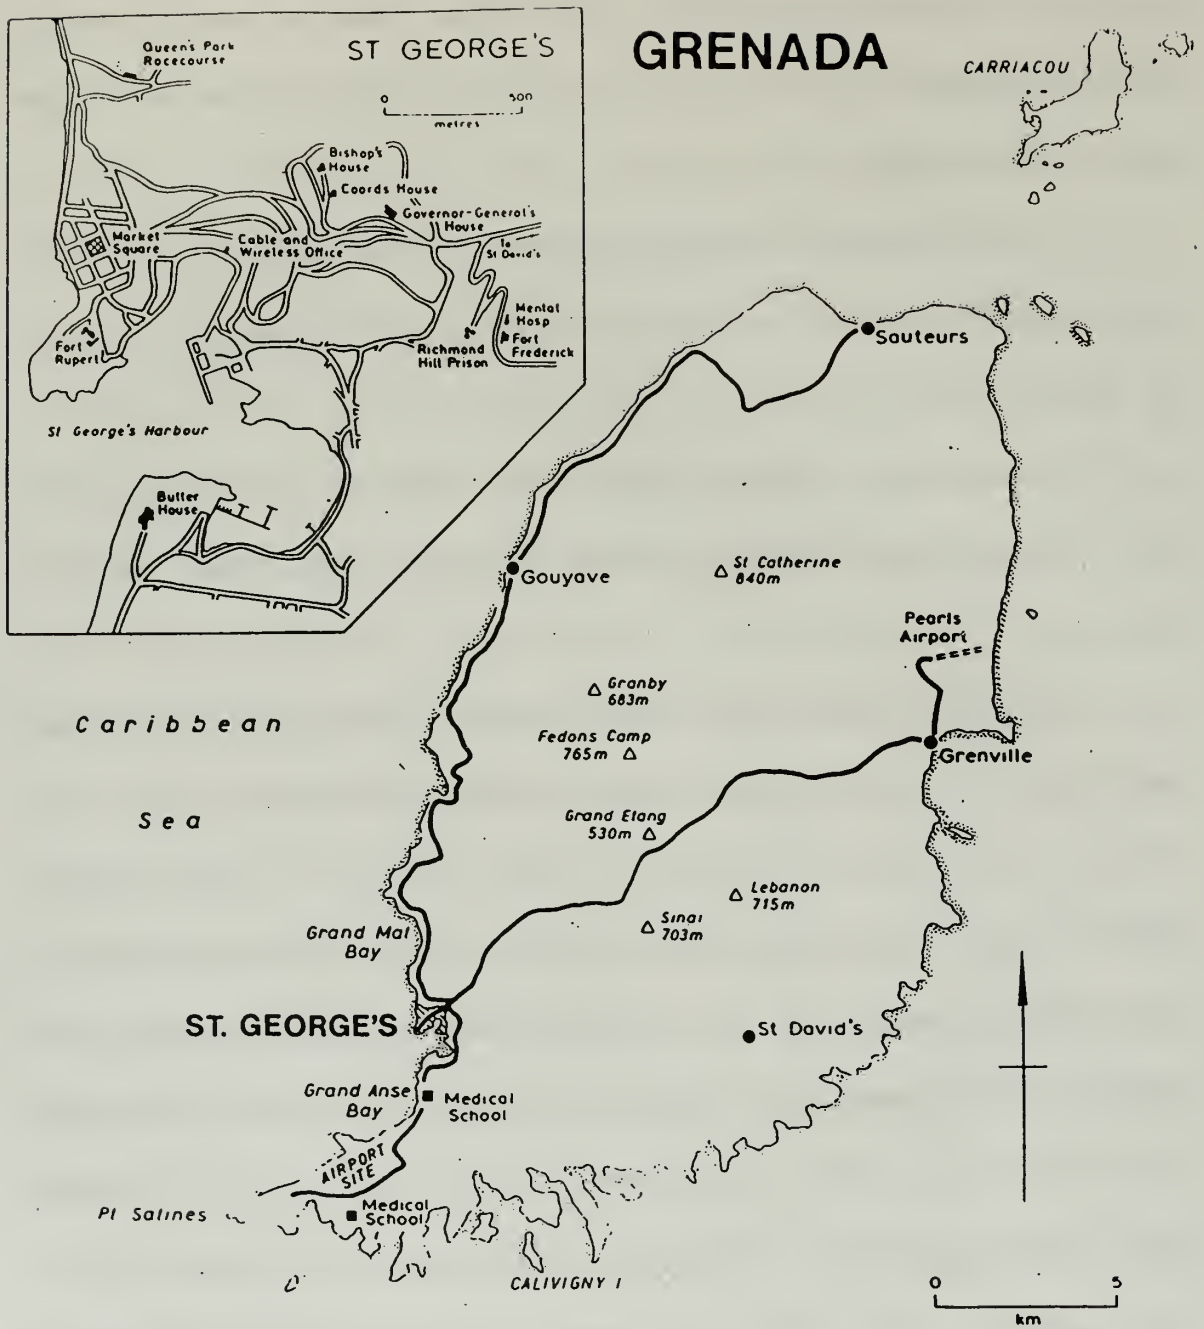 GRENADA
CARRIACOU
ST GEORGE'S
0 500
metres
Queen's Park
Racecourse
Bishop's
House
Coords House
Governor-General's
House
To
St David's
Market
Square
Cable and
Wireless Office
Mental
Hosp
Fort
Frederick
Fort
Rupert
Richmond
Hill Prison
St George's Harbour
Butler
House
Sauteurs
Gouyave
St Catherine
840m
Pearls
Airport
Granby
683m
Fedons Camp
765m
Grenville
Caribbean
Sea
Grand Etang
530m
Lebanon
715m
Sinai
703m
Grand Mal
Bay
ST. GEORGE'S
St David's
Grand Anse
Bay
Medical
School
AIRPORT
SITE
Pt Salines
Medical
School
CALIVIGNY I
0 5
km